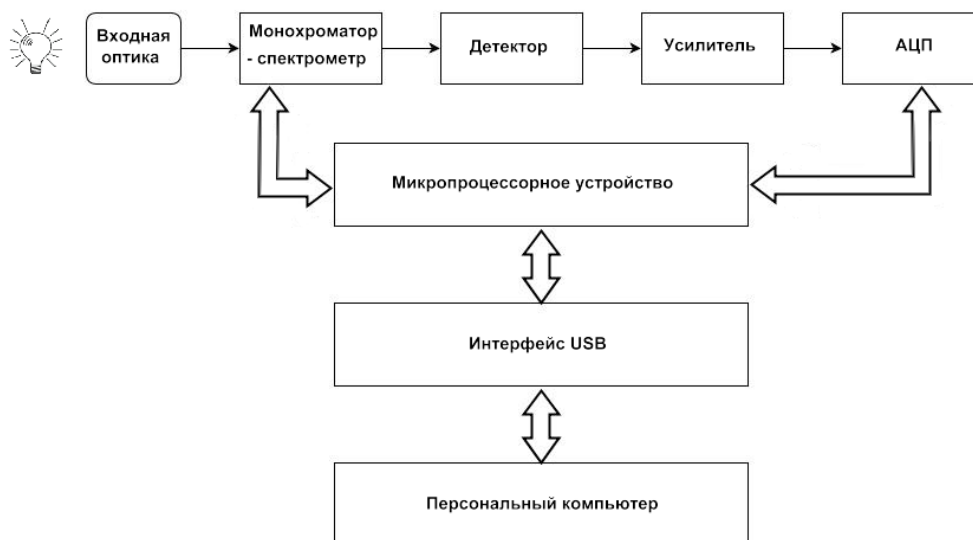 Входная
оптика
Монохроматор
- спектрометр
Детектор
Усилитель
АЦП
Микропроцессорное устройство
Интерфейс USB
Персональный компьютер